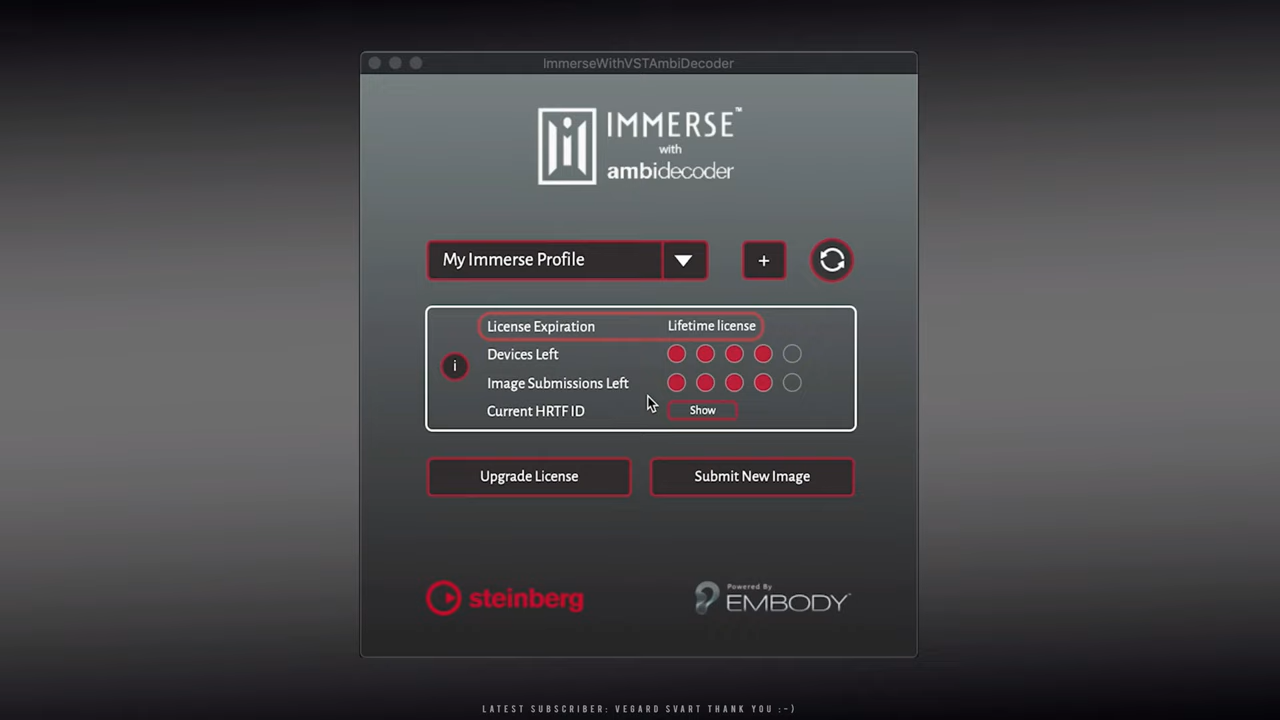 ImmerseWithVSTAmbiDecoder
IMMERSE™
with
ambidecoder
My Immerse Profile
+
License Expiration Lifetime license
Devices Left
i
Image Submissions Left
Current HRTF ID Show
Upgrade License Submit New Image
steinberg
Powered By
EMBODY
LATEST SUBSCRIBER: VEGARD SVART THANK YOU :-)